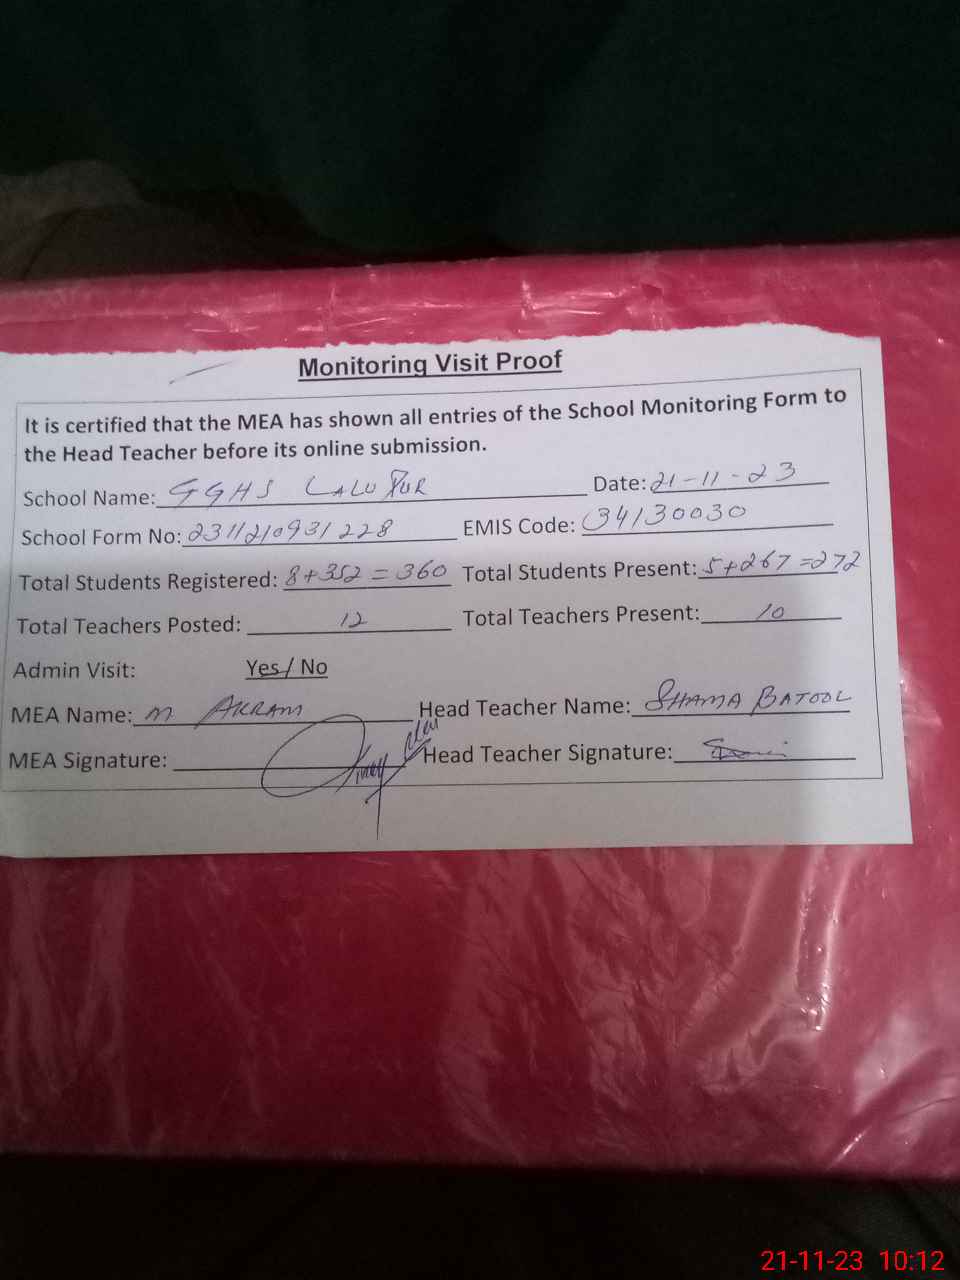 Monitoring Visit Proof
It is certified that the MEA has shown all entries of the School Monitoring Form to
the Head Teacher before its online submission.
School Name: GGHS LALU PUR Date: 21-11-23
School Form No: 2311210931228 EMIS Code: 34130030
Total Students Registered: 8+352=360 Total Students Present: 5+267=272
Total Teachers Posted: 12 Total Teachers Present: 10
Admin Visit: Yes / No
MEA Name: M AKRAM Head Teacher Name: SHAMA BATOOL
MEA Signature: Head Teacher Signature:
21-11-23 10:12